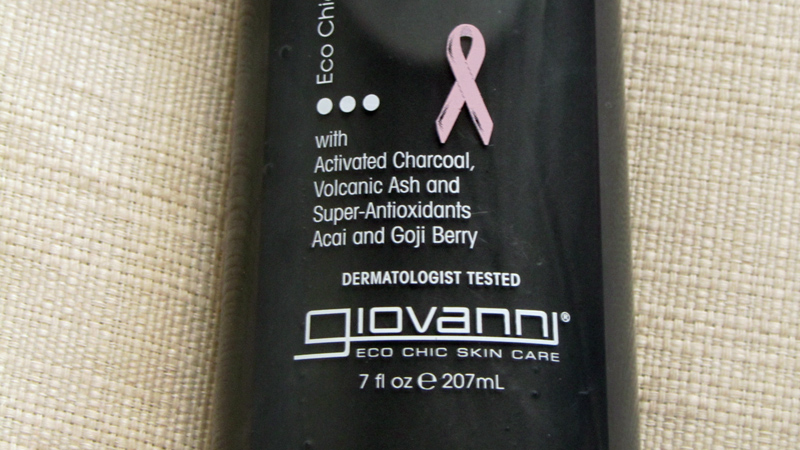 Eco Chic
with
Activated Charcoal,
Volcanic Ash and
Super-Antioxidants
Acai and Goji Berry
DERMATOLOGIST TESTED
giovanni®
ECO CHIC SKIN CARE
7 fl oz ℮ 207mL